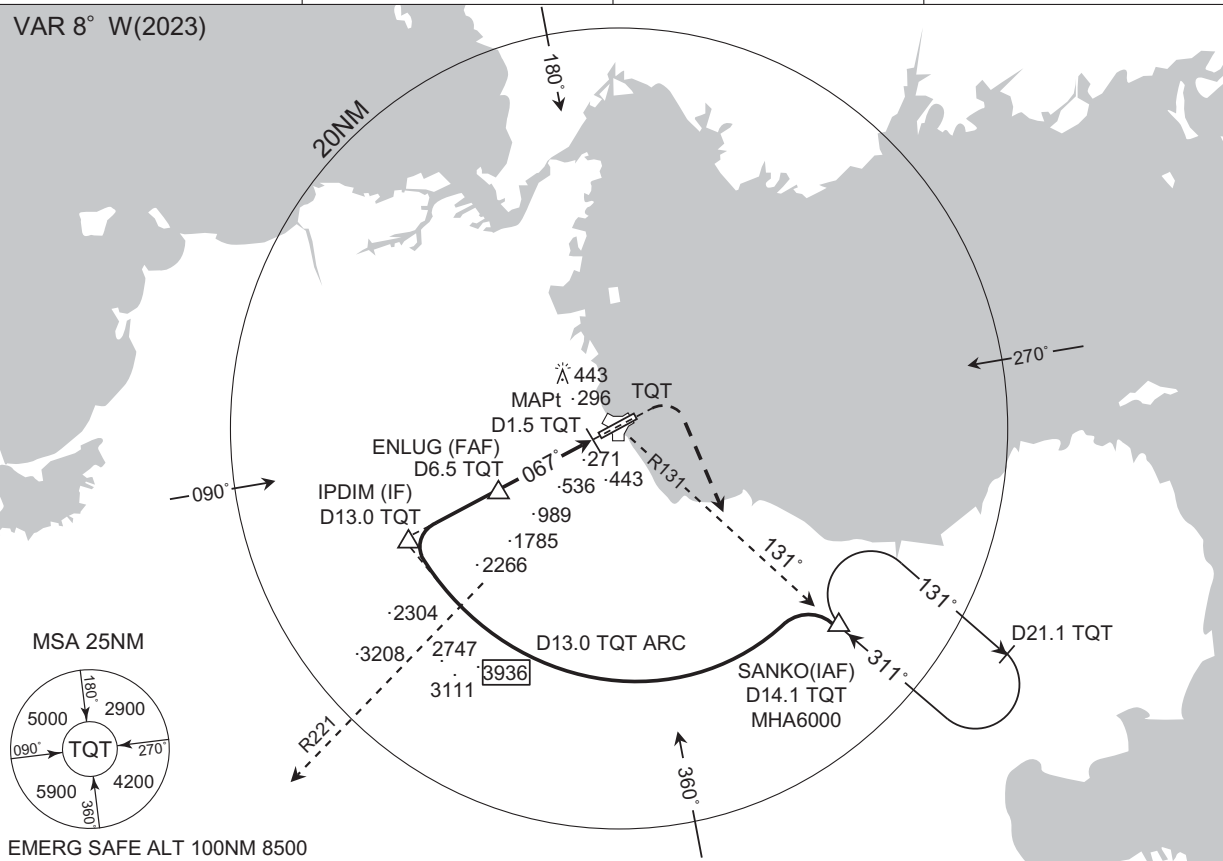 VAR 8° W(2023)
180°
20NM
270°
443
MAPt ·296
TQT
D1.5 TQT
ENLUG (FAF)
D6.5 TQT
067°
·271
·443
·536
R131
090°
IPDIM (IF)
D13.0 TQT
·989
·1785
·2266
131°
131°
·2304
D21.1 TQT
D13.0 TQT ARC
·3208
2747
·3936
3111
311°
SANKO(IAF)
D14.1 TQT
MHA6000
R221
360°
MSA 25NM
180°
5000
2900
090°
TQT
270°
5900
4200
360°
EMERG SAFE ALT 100NM 8500